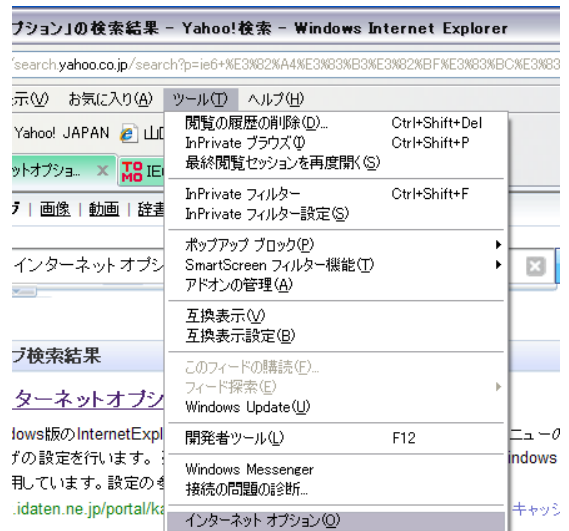 プション」の検索結果 - Yahoo!検索 - Windows Internet Explorer
/search.yahoo.co.jp/search?p=ie6+%E3%82%A4%E3%83%B3%E3%82%BF%E3%83%BC%E3%83
示(V) お気に入り(A) ツール(T) ヘルプ(H)
Yahoo! JAPAN
ットオプショ... × IE
ラ | 画像 | 動画 | 辞書
インターネットオプシ
ブ検索結果
ターネットオプシ
dows版のInternetExpl
げの設定を行います。
用しています。設定の
.idaten.ne.jp/portal/ka
閲覧の履歴の削除(D)... Ctrl+Shift+Del
InPrivate ブラウズ(I) Ctrl+Shift+P
最終閲覧セッションを再度開く(S)
InPrivate フィルター Ctrl+Shift+F
InPrivate フィルター設定(S)
ポップアップ ブロック(P)
SmartScreen フィルター機能(T)
アドオンの管理(A)
互換表示(V)
互換表示設定(B)
このフィードの購読(F)...
フィード探索(E)
Windows Update(U)
開発者ツール(L) F12
Windows Messenger
接続の問題の診断...
インターネット オプション(O)
ニューの
indows
キャッシ